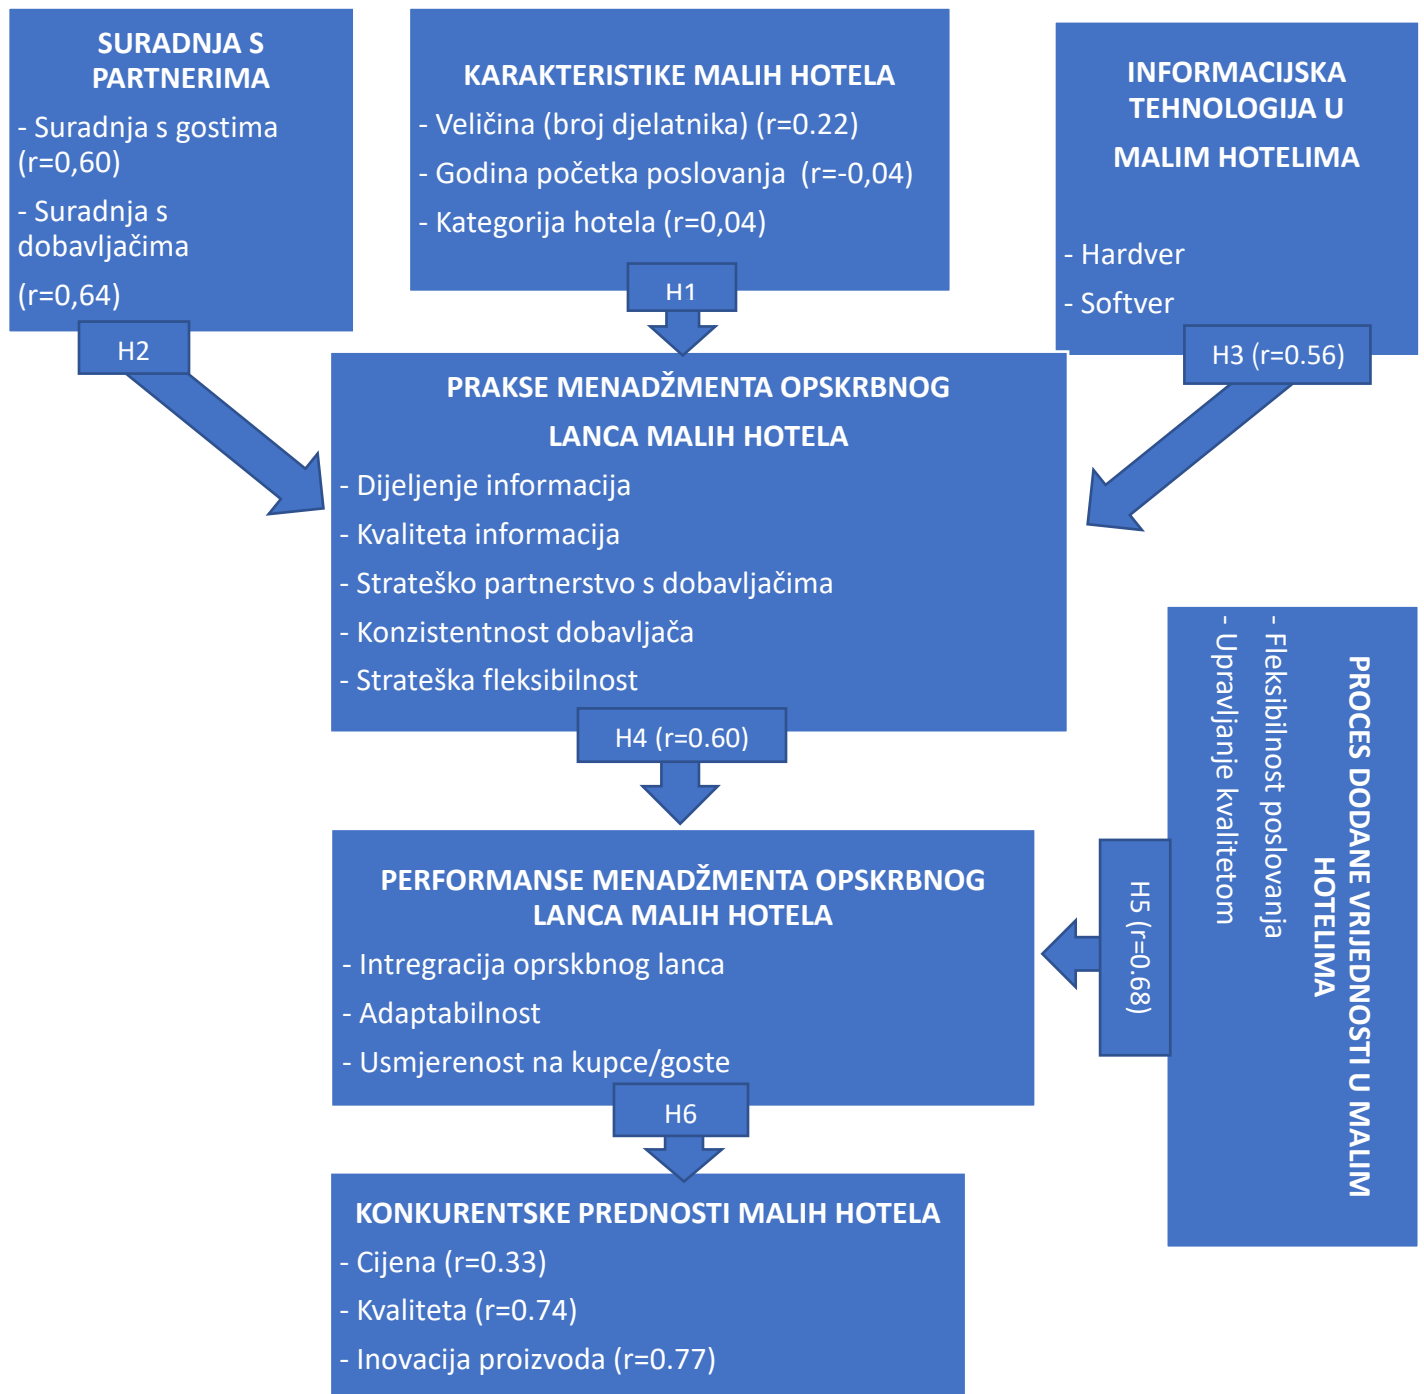 SURADNJA S
PARTNERIMA
- Suradnja s gostima
(r=0,60)
- Suradnja s
dobavljačima
(r=0,64)
H2
KARAKTERISTIKE MALIH HOTELA
- Veličina (broj djelatnika) (r=0.22)
- Godina početka poslovanja (r=-0,04)
- Kategorija hotela (r=0,04)
H1
INFORMACIJSKA
TEHNOLOGIJA U
MALIM HOTELIMA
- Hardver
- Softver
H3 (r=0.56)
PRAKSE MENADŽMENTA OPSKRBNOG
LANCA MALIH HOTELA
- Dijeljenje informacija
- Kvaliteta informacija
- Strateško partnerstvo s dobavljačima
- Konzistentnost dobavljača
- Strateška fleksibilnost
H4 (r=0.60)
PROCES DODANE VRIJEDNOSTI U MALIM
HOTELIMA
- Fleksibilnost poslovanja
- Upravljanje kvalitetom
H5 (r=0.68)
PERFORMANSE MENADŽMENTA OPSKRBNOG
LANCA MALIH HOTELA
- Intregracija oprskbnog lanca
- Adaptabilnost
- Usmjerenost na kupce/goste
H6
KONKURENTSKE PREDNOSTI MALIH HOTELA
- Cijena (r=0.33)
- Kvaliteta (r=0.74)
- Inovacija proizvoda (r=0.77)